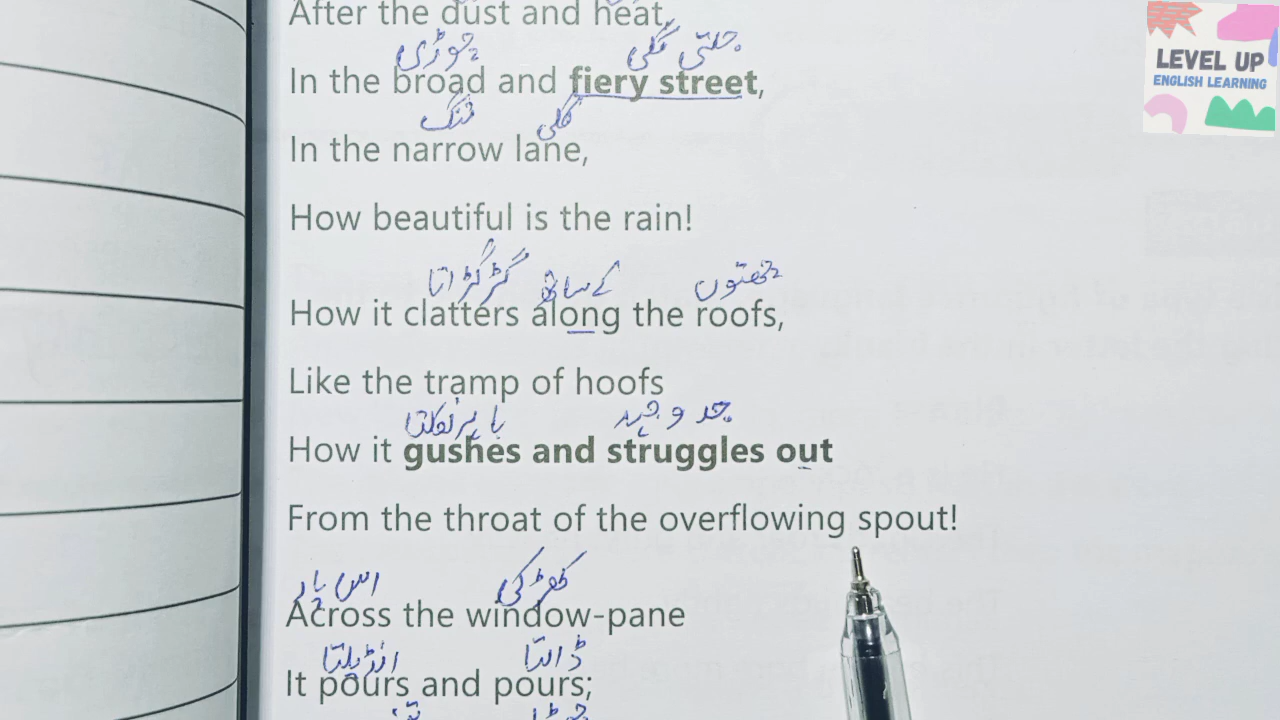 After the dust and heat,
چوڑی جلتی گلی
In the broad and fiery street,
تنگ گلی
In the narrow lane,
How beautiful is the rain!
گڑگڑاتا کے ساتھ چھتوں
How it clatters along the roofs,
Like the tramp of hoofs
باہر نکلتا جد و جہد
How it gushes and struggles out
From the throat of the overflowing spout!
اس پار کھڑکی
Across the window-pane
انڈیلتا ڈالتا
It pours and pours;
LEVEL UP
ENGLISH LEARNING